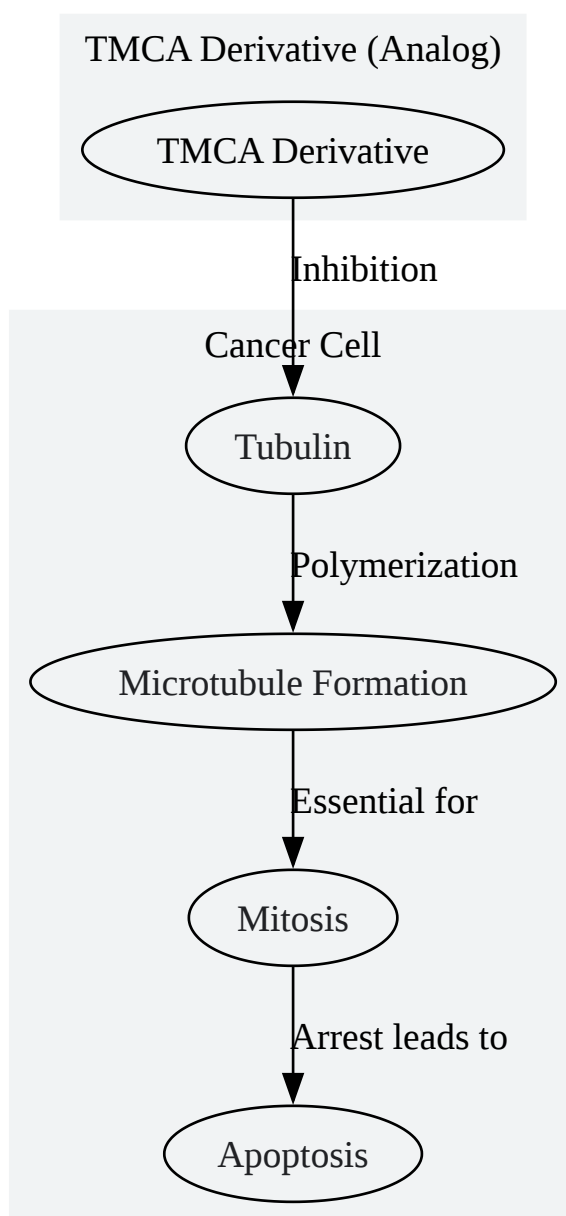 TMCA Derivative (Analog)
TMCA Derivative
Inhibition
Cancer Cell
Tubulin
Polymerization
Microtubule Formation
Essential for
Mitosis
Arrest leads to
Apoptosis